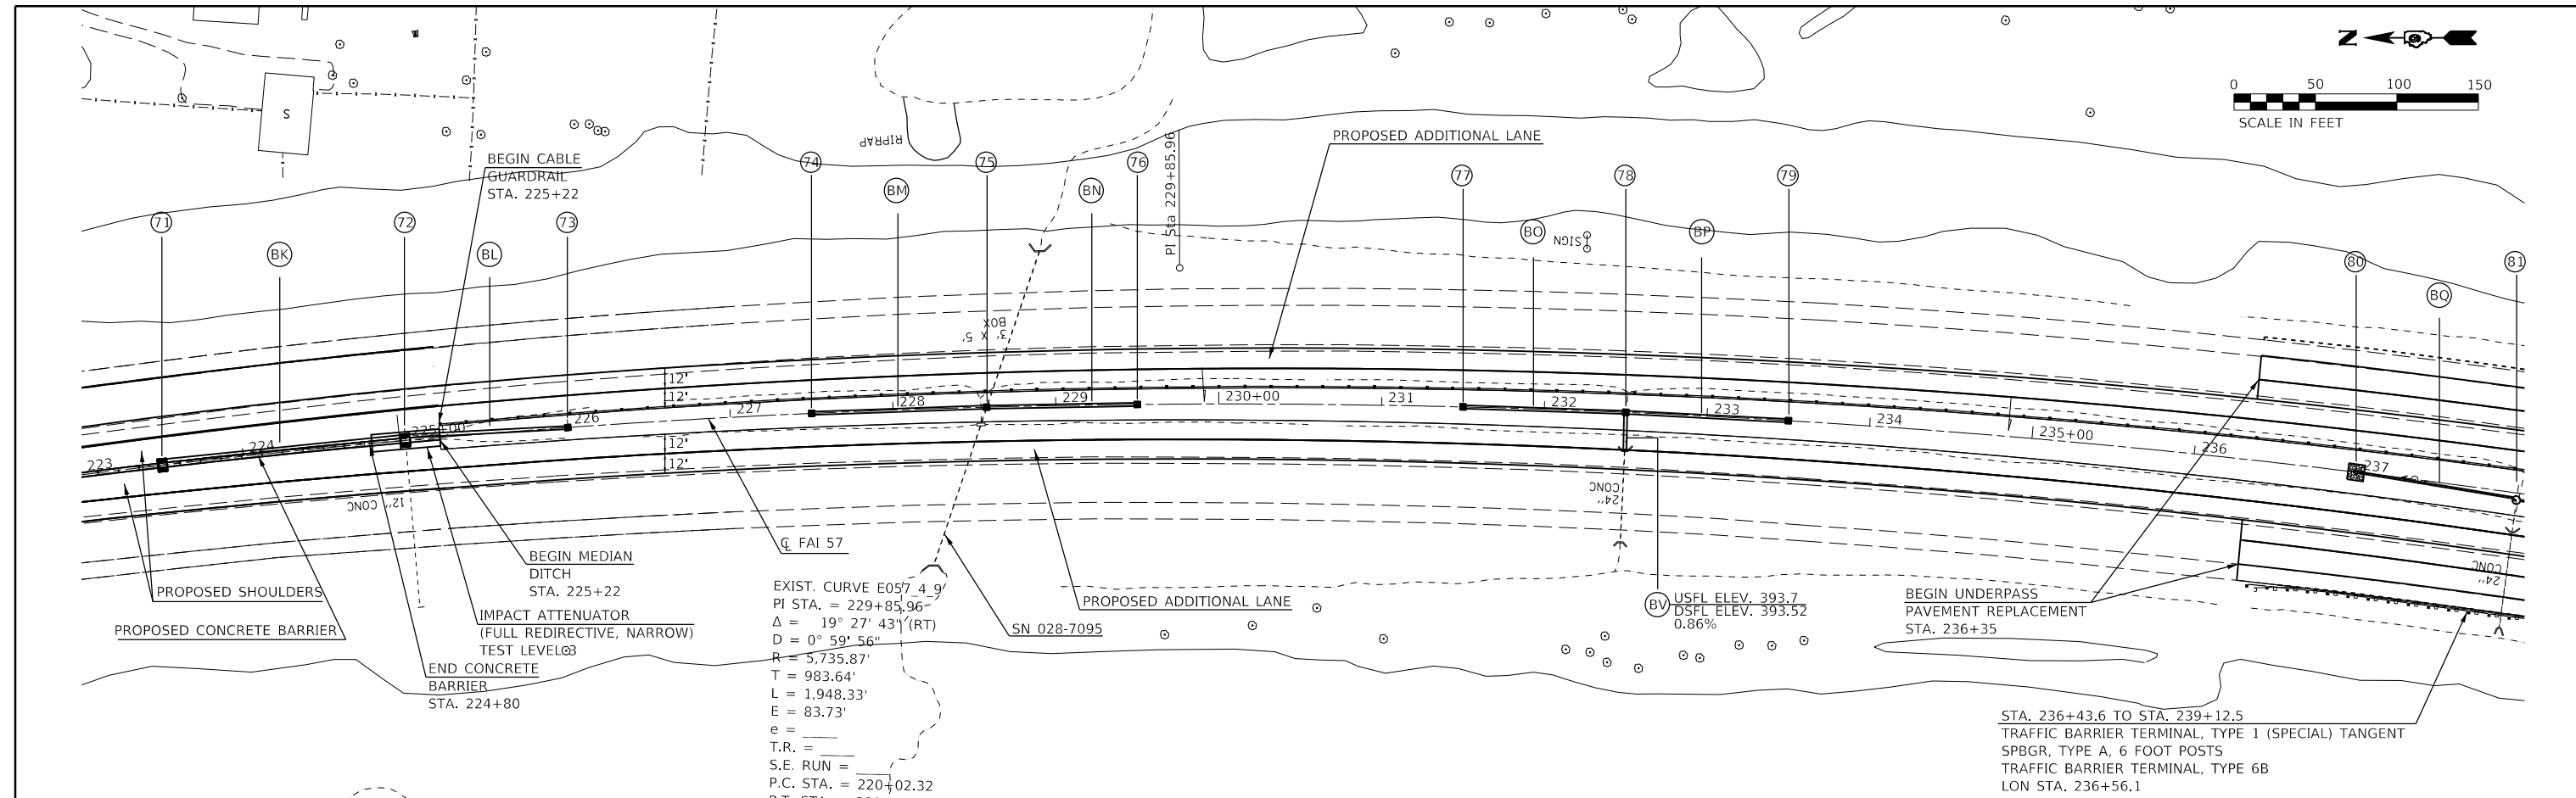 N
0 50 100 150
SCALE IN FEET
S
RIPRAP
PROPOSED ADDITIONAL LANE
BEGIN CABLE
GUARDRAIL
STA. 225+22
71
BK
72
BL
73
74
BM
75
BN
76
PI Sta 229+85.96
77
BO
SIGN
78
BP
79
80
BQ
81
3' X 5'
BOX
12'
12'
12'
12'
223
224
225+00
226
227
228
229
230+00
231
232
233
234
235+00
236
237
12" CONC
24"
CONC
24"
CONC
PROPOSED SHOULDERS
PROPOSED CONCRETE BARRIER
BEGIN MEDIAN
DITCH
STA. 225+22
IMPACT ATTENUATOR
(FULL REDIRECTIVE, NARROW)
TEST LEVEL 3
END CONCRETE
BARRIER
STA. 224+80
℄ FAI 57
EXIST. CURVE E057_4_9
PI STA. = 229+85.96
Δ = 19° 27' 43" (RT)
D = 0° 59' 56"
R = 5,735.87'
T = 983.64'
L = 1,948.33'
E = 83.73'
e = ____
T.R. = ____
S.E. RUN = ____
P.C. STA. = 220+02.32
SN 028-7095
PROPOSED ADDITIONAL LANE
BV
USFL ELEV. 393.7
DSFL ELEV. 393.52
0.86%
BEGIN UNDERPASS
PAVEMENT REPLACEMENT
STA. 236+35
STA. 236+43.6 TO STA. 239+12.5
TRAFFIC BARRIER TERMINAL, TYPE 1 (SPECIAL) TANGENT
SPBGR, TYPE A, 6 FOOT POSTS
TRAFFIC BARRIER TERMINAL, TYPE 6B
LON STA. 236+56.1